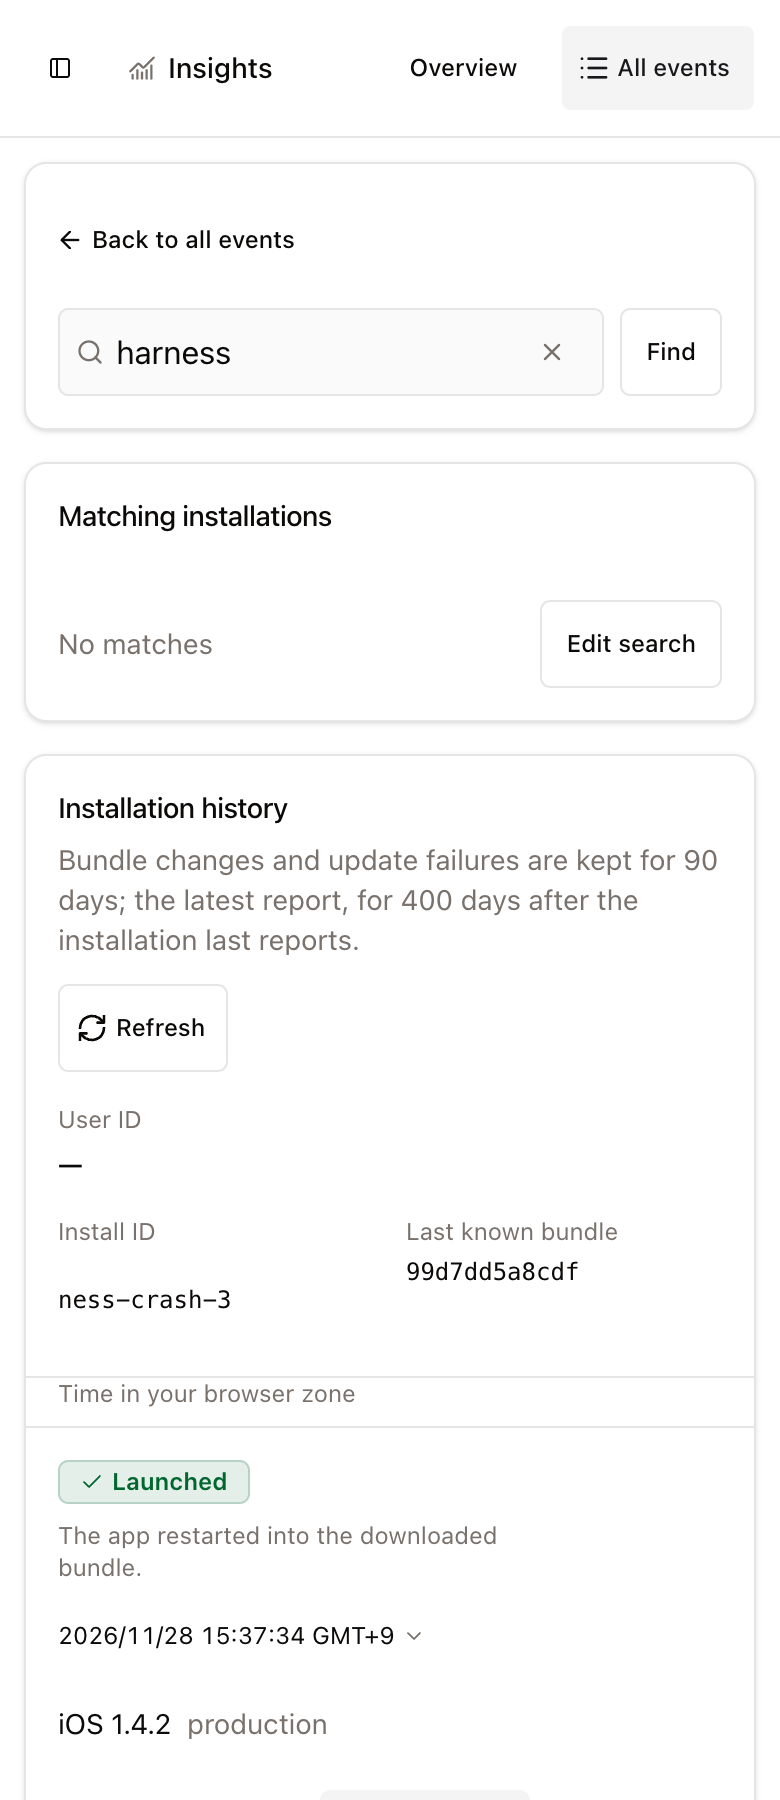 Insights
Overview
All events
Back to all events
harness
Find
Matching installations
No matches
Edit search
Installation history
Bundle changes and update failures are kept for 90
days; the latest report, for 400 days after the
installation last reports.
Refresh
User ID
—
Install ID
Last known bundle
99d7dd5a8cdf
ness-crash-3
Time in your browser zone
Launched
The app restarted into the downloaded
bundle.
2026/11/28 15:37:34 GMT+9
iOS 1.4.2 production